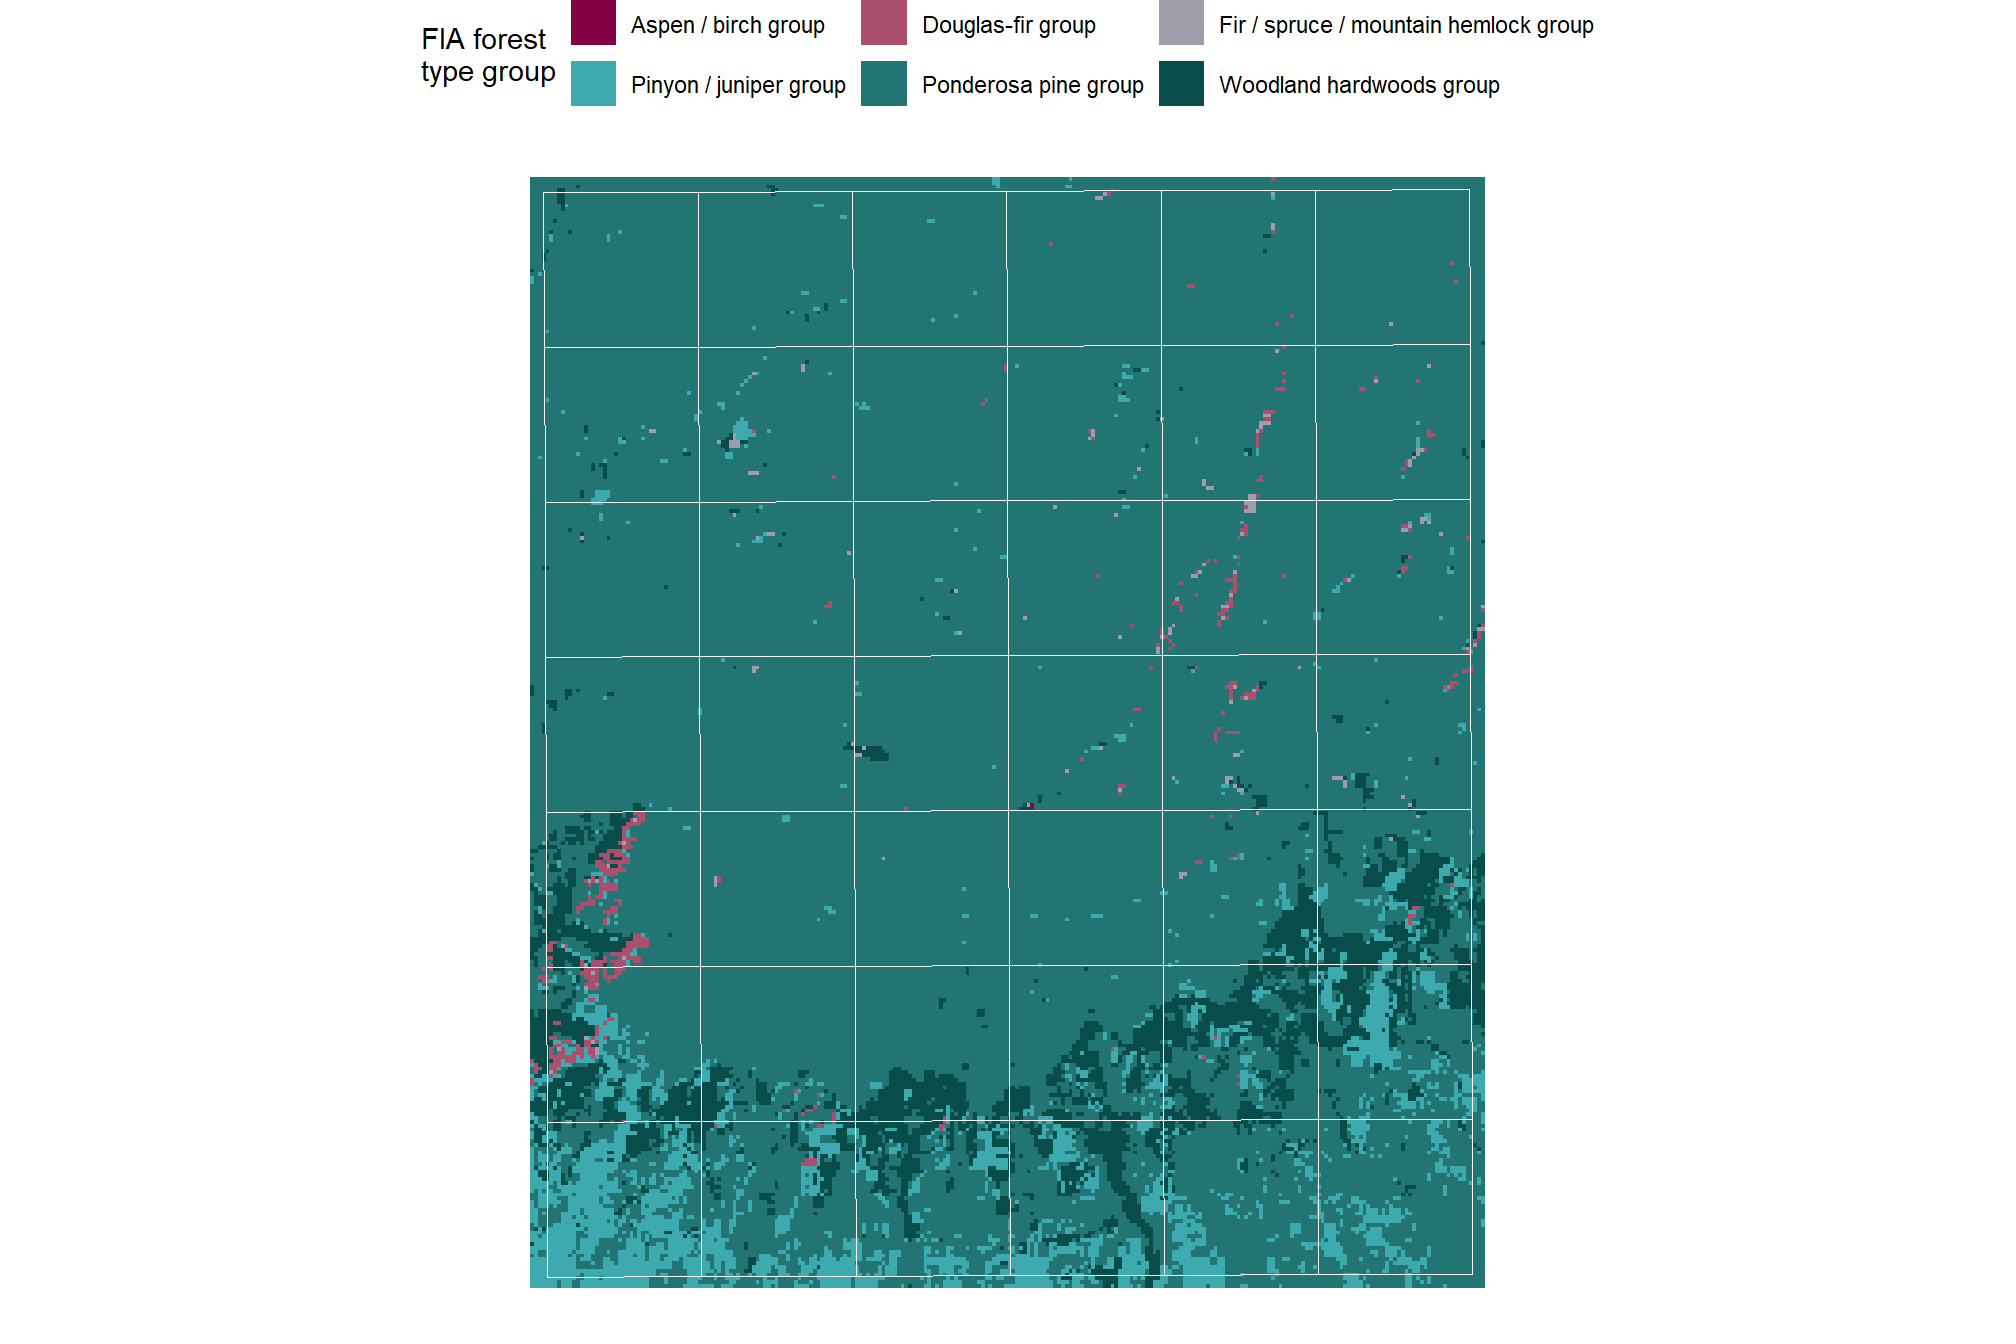 FIA forest
type group
Aspen / birch group
Douglas-fir group
Fir / spruce / mountain hemlock group
Pinyon / juniper group
Ponderosa pine group
Woodland hardwoods group